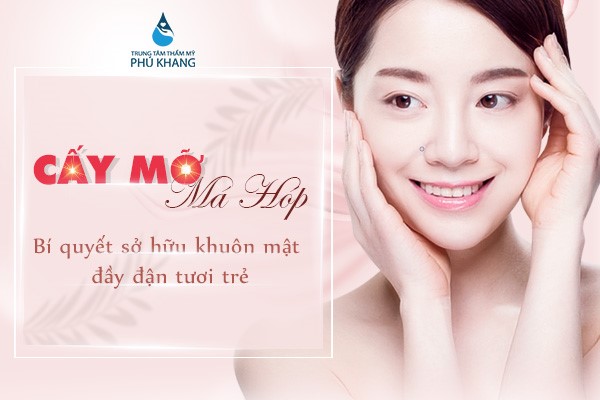 TRUNG TÂM THẨM MỸ
PHÚ KHANG
CẤY MỠ
Má Hóp
Bí quyết sở hữu khuôn mặt
đầy đặn tươi trẻ